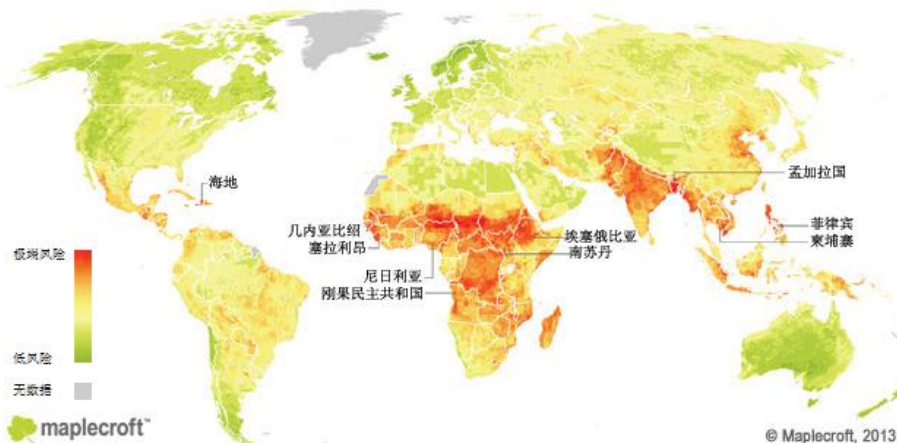 海地
孟加拉国
几内亚比绍
塞拉利昂
埃塞俄比亚
南苏丹
菲律宾
柬埔寨
尼日利亚
刚果民主共和国
极端风险
低风险
无数据
maplecroft™
© Maplecroft, 2013